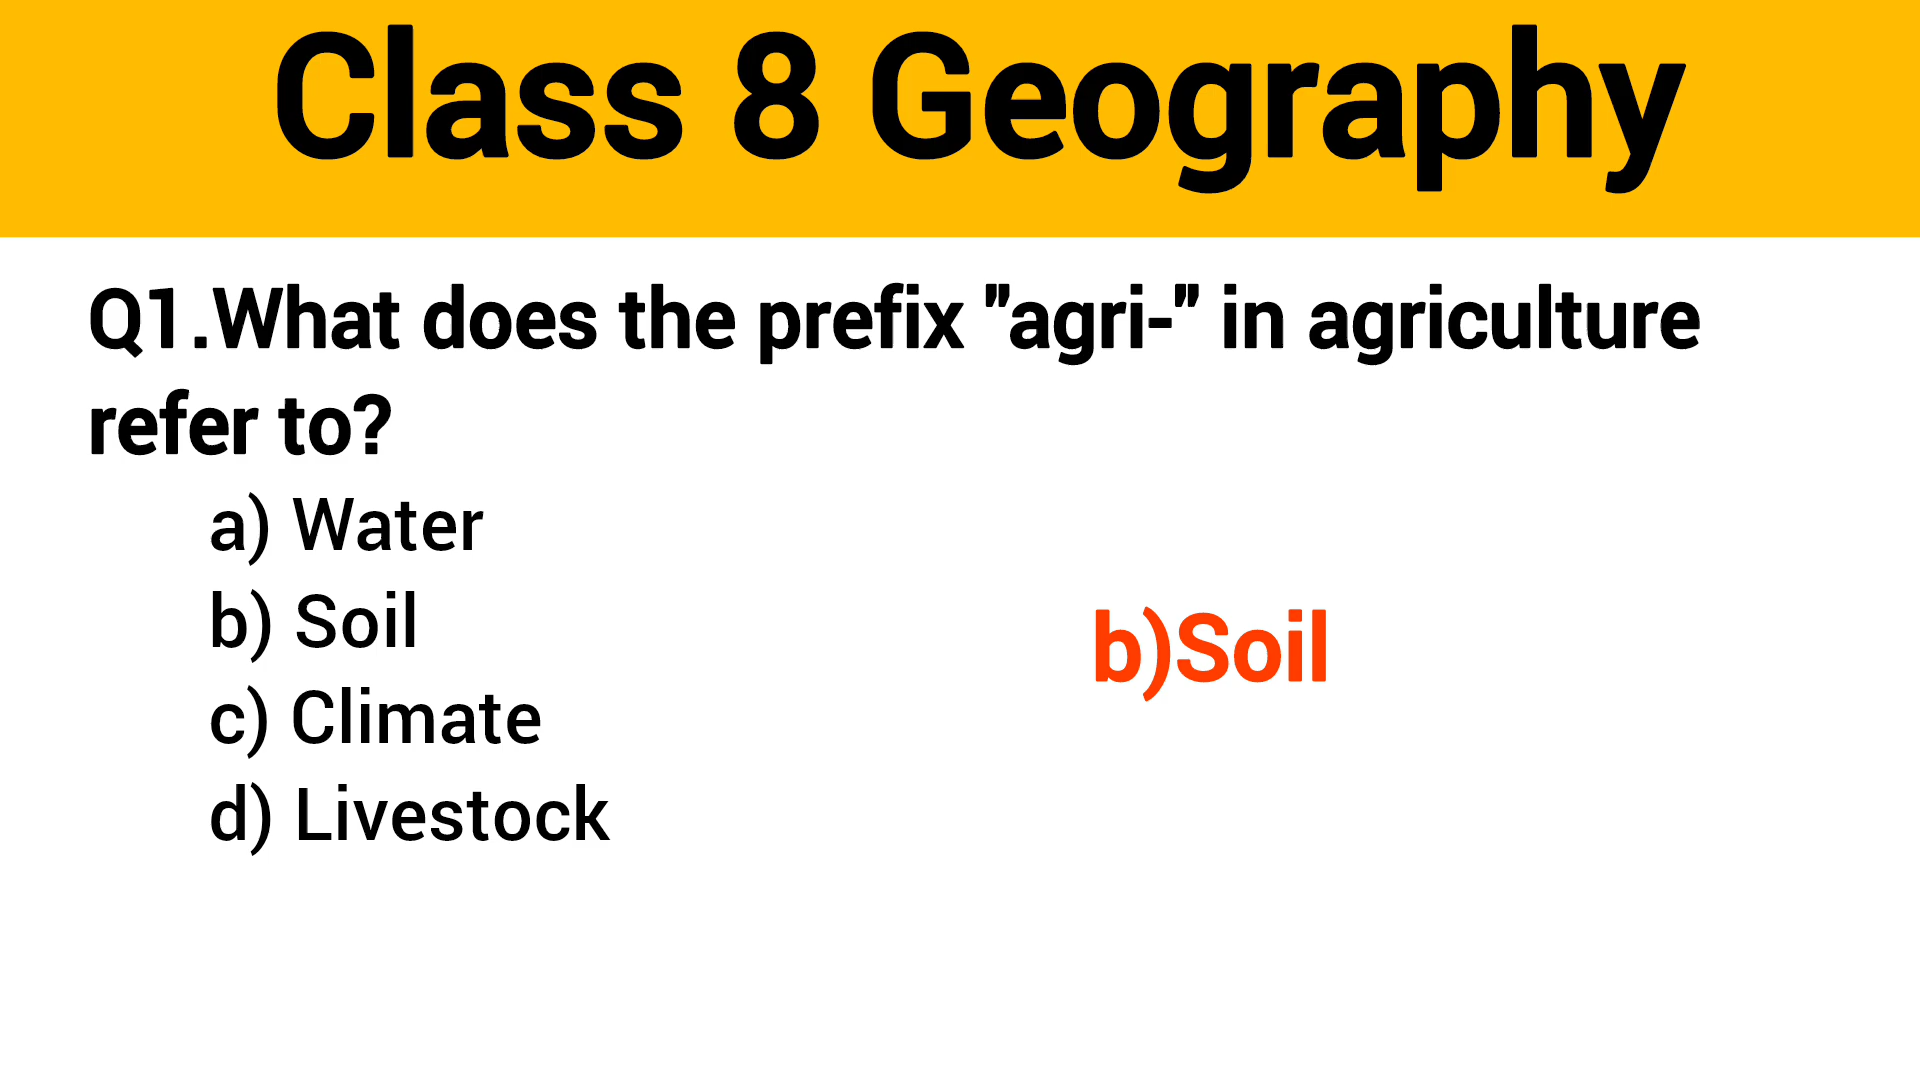 Class 8 Geography
Q1.What does the prefix "agri-" in agriculture
refer to?
a) Water
b) Soil
c) Climate
d) Livestock
b)Soil